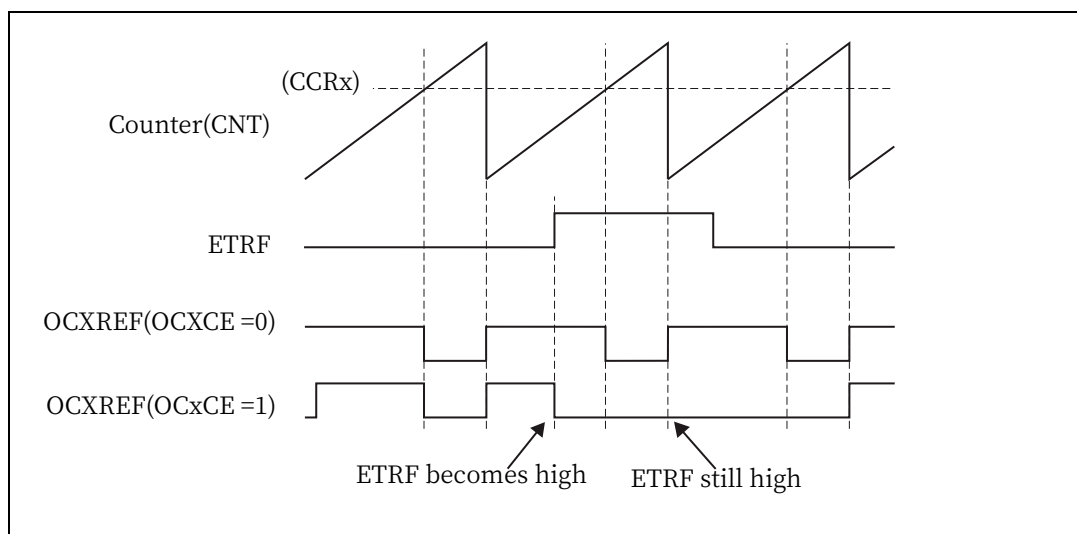 (CCRx)
Counter(CNT)
ETRF
OCXREF(OCXCE =0)
OCXREF(OCxCE =1)
ETRF becomes high
ETRF still high